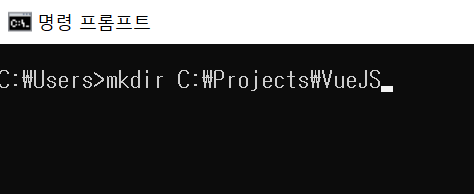 명령 프롬프트
C:₩Users>mkdir C:₩Projects₩VueJS